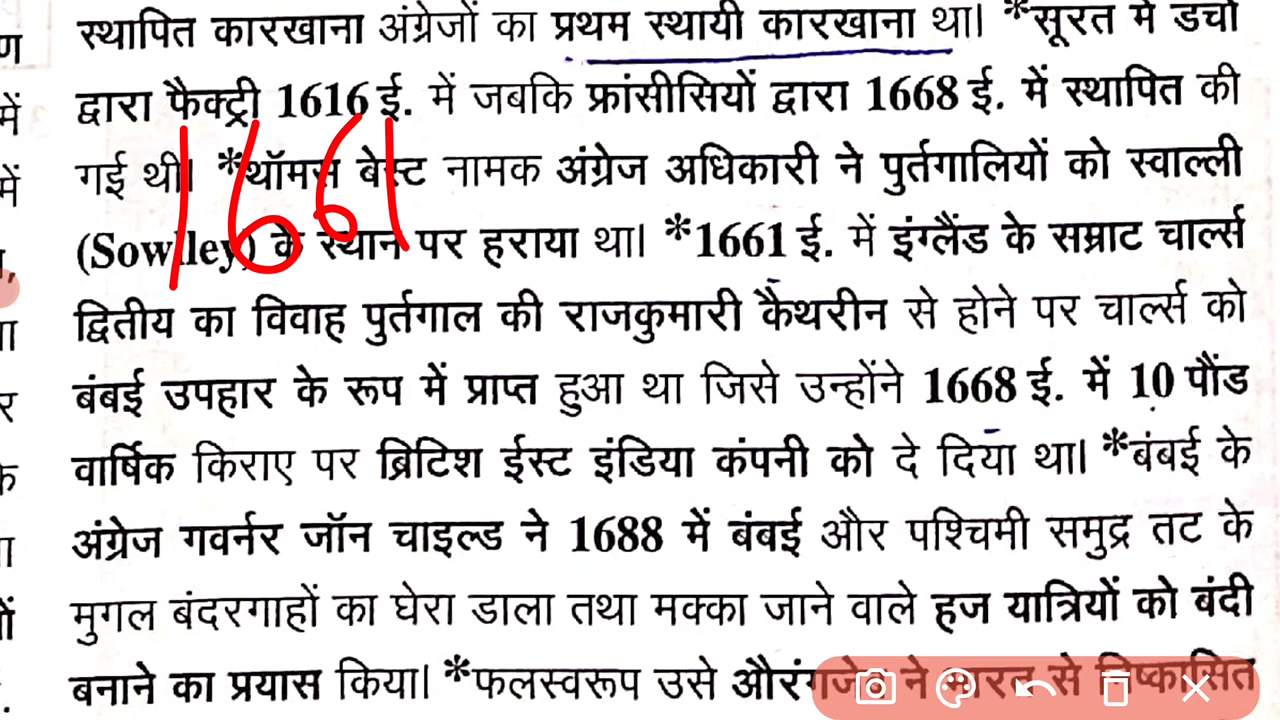 स्थापित कारखाना अंग्रेजों का प्रथम स्थायी कारखाना था। *सूरत में डचों
द्वारा फैक्ट्री 1616 ई. में जबकि फ्रांसीसियों द्वारा 1668 ई. में स्थापित की
गई थी। *थॉमस बेस्ट नामक अंग्रेज अधिकारी ने पुर्तगालियों को स्वाल्ली
(Sowlley) के स्थान पर हराया था। *1661 ई. में इंग्लैंड के सम्राट चार्ल्स
1661
द्वितीय का विवाह पुर्तगाल की राजकुमारी कैथरीन से होने पर चार्ल्स को
बंबई उपहार के रूप में प्राप्त हुआ था जिसे उन्होंने 1668 ई. में 10 पौंड
वार्षिक किराए पर ब्रिटिश ईस्ट इंडिया कंपनी को दे दिया था। *बंबई के
अंग्रेज गवर्नर जॉन चाइल्ड ने 1688 में बंबई और पश्चिमी समुद्र तट के
मुगल बंदरगाहों का घेरा डाला तथा मक्का जाने वाले हज यात्रियों को बंदी
बनाने का प्रयास किया। *फलस्वरूप उसे औरंगजेब ने भारत से निष्कासित